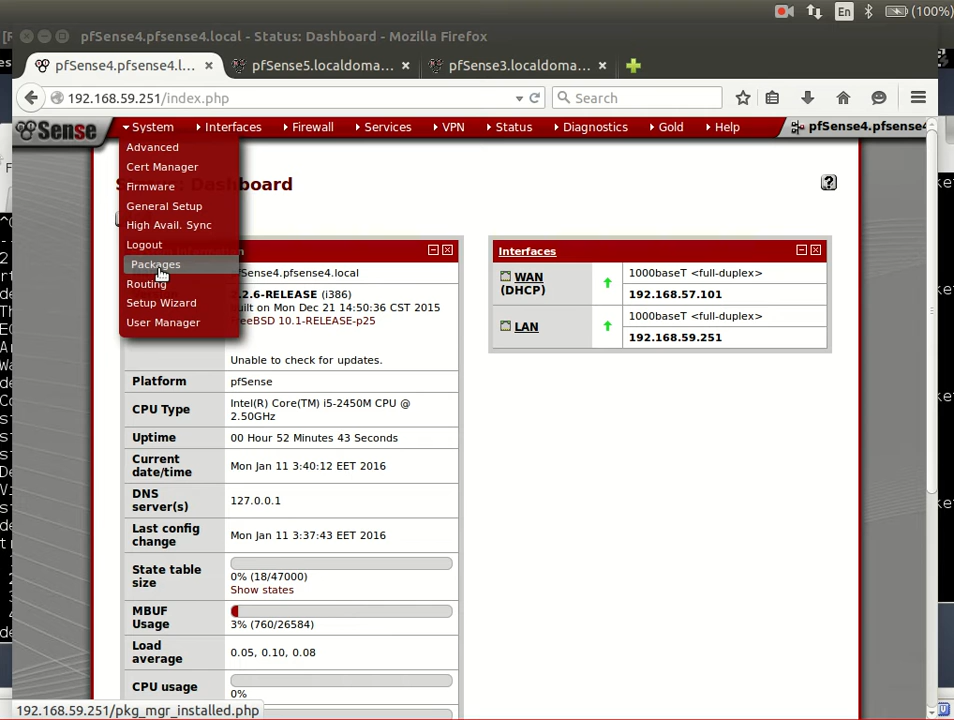 En (100%)
pfSense4.pfsense4.local - Status: Dashboard - Mozilla Firefox
pfSense4.pfsense4.l... × pfSense5.localdoma... × pfSense3.localdoma... ×
192.168.59.251/index.php Search
Sense System Interfaces Firewall Services VPN Status Diagnostics Gold Help pfSense4.pfsense4
Advanced
Cert Manager
Firmware
General Setup
High Avail. Sync
Logout
Packages
Routing
Setup Wizard
User Manager
Dashboard
?
pfSense4.pfsense4.local
2.2.6-RELEASE (i386)
built on Mon Dec 21 14:50:36 CST 2015
FreeBSD 10.1-RELEASE-p25
Unable to check for updates.
Platform pfSense
CPU Type Intel(R) Core(TM) i5-2450M CPU @
2.50GHz
Uptime 00 Hour 52 Minutes 43 Seconds
Current
date/time Mon Jan 11 3:40:12 EET 2016
DNS
server(s) 127.0.0.1
Last config
change Mon Jan 11 3:37:43 EET 2016
State table
size 0% (18/47000)
Show states
MBUF
Usage 3% (760/26584)
Load
average 0.05, 0.10, 0.08
CPU usage 0%
Interfaces
WAN
(DHCP) 1000baseT <full-duplex>
192.168.57.101
LAN 1000baseT <full-duplex>
192.168.59.251
192.168.59.251/pkg_mgr_installed.php